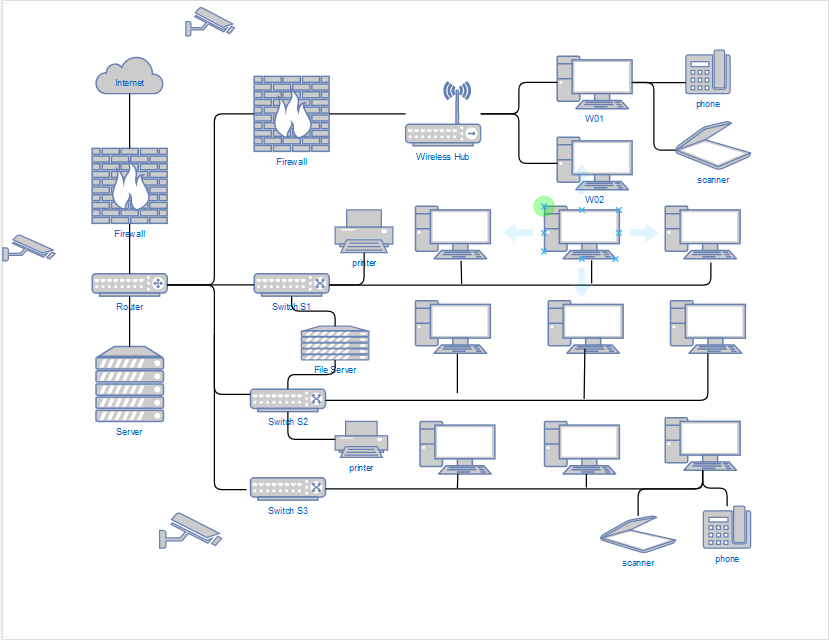 Internet
phone
W01
Firewall
Wireless Hub
scanner
W02
Firewall
printer
Router
Switch S1
File Server
Server
Switch S2
printer
Switch S3
scanner
phone